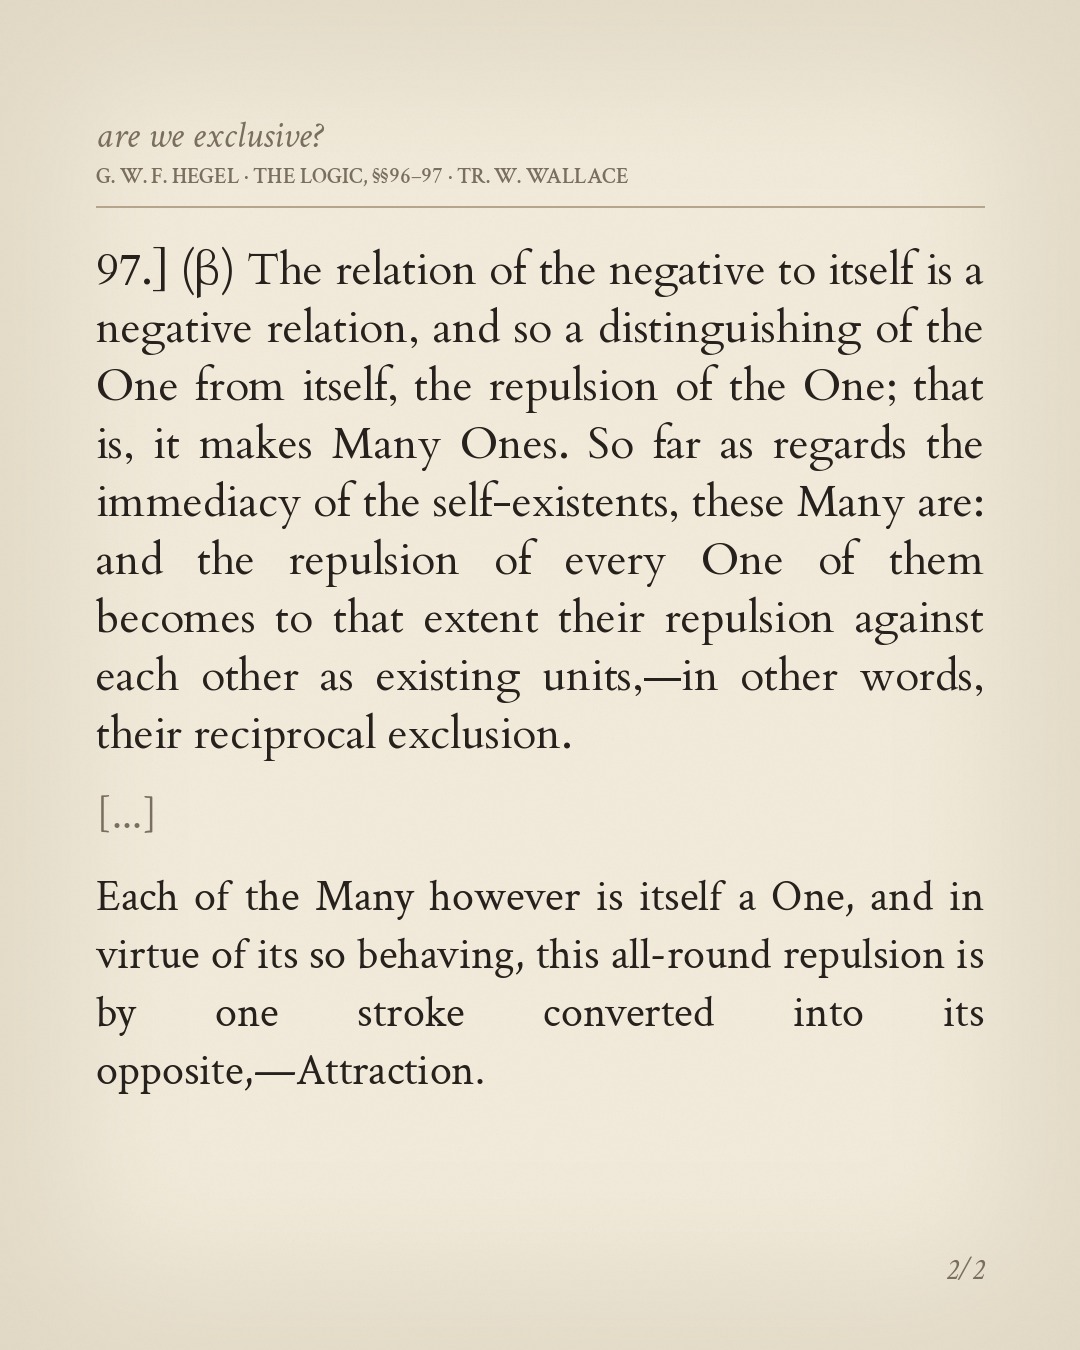 are we exclusive?
G. W. F. HEGEL · THE LOGIC, §§96–97 · TR. W. WALLACE
97.] (β) The relation of the negative to itself is a
negative relation, and so a distinguishing of the
One from itself, the repulsion of the One; that
is, it makes Many Ones. So far as regards the
immediacy of the self-existents, these Many are:
and the repulsion of every One of them
becomes to that extent their repulsion against
each other as existing units,—in other words,
their reciprocal exclusion.
[...]
Each of the Many however is itself a One, and in
virtue of its so behaving, this all-round repulsion is
by one stroke converted into its
opposite,—Attraction.
2/2